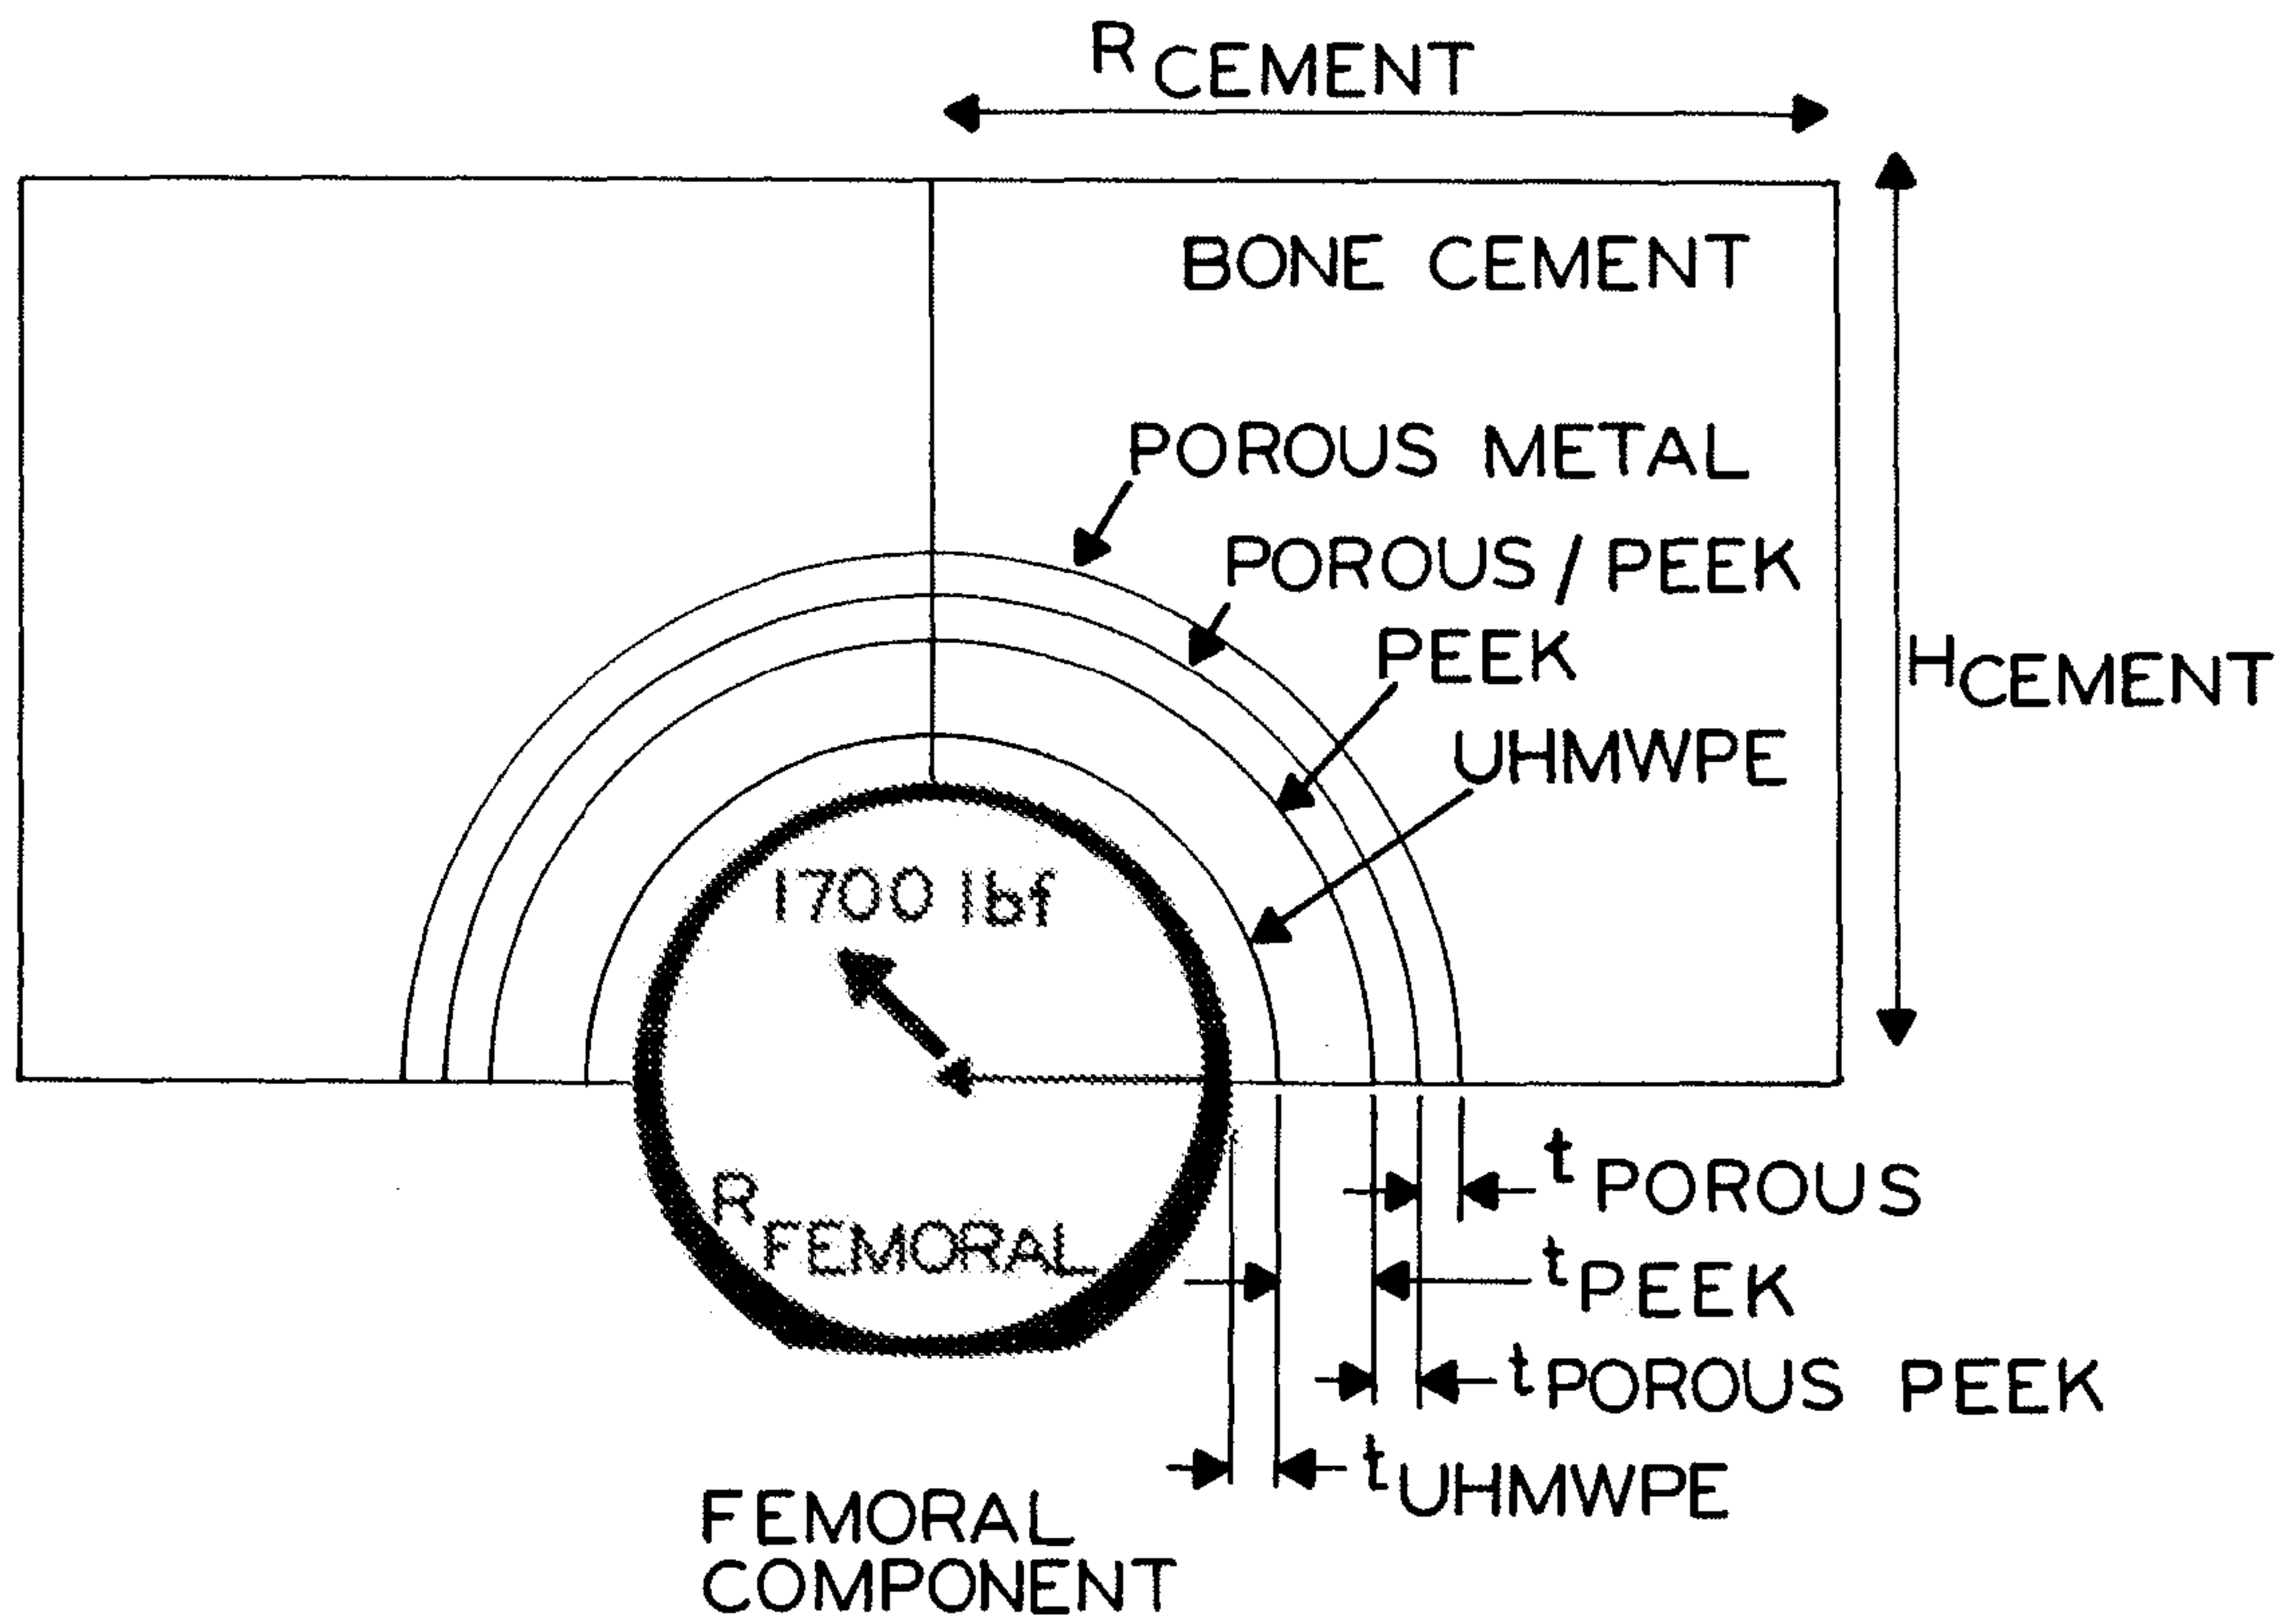 R CEMENT
BONE CEMENT
POROUS METAL
POROUS / PEEK
PEEK
HCEMENT
UHMWPE
1700 lbf
R FEMORAL
t POROUS
t PEEK
t POROUS PEEK
t UHMWPE
FEMORAL
COMPONENT